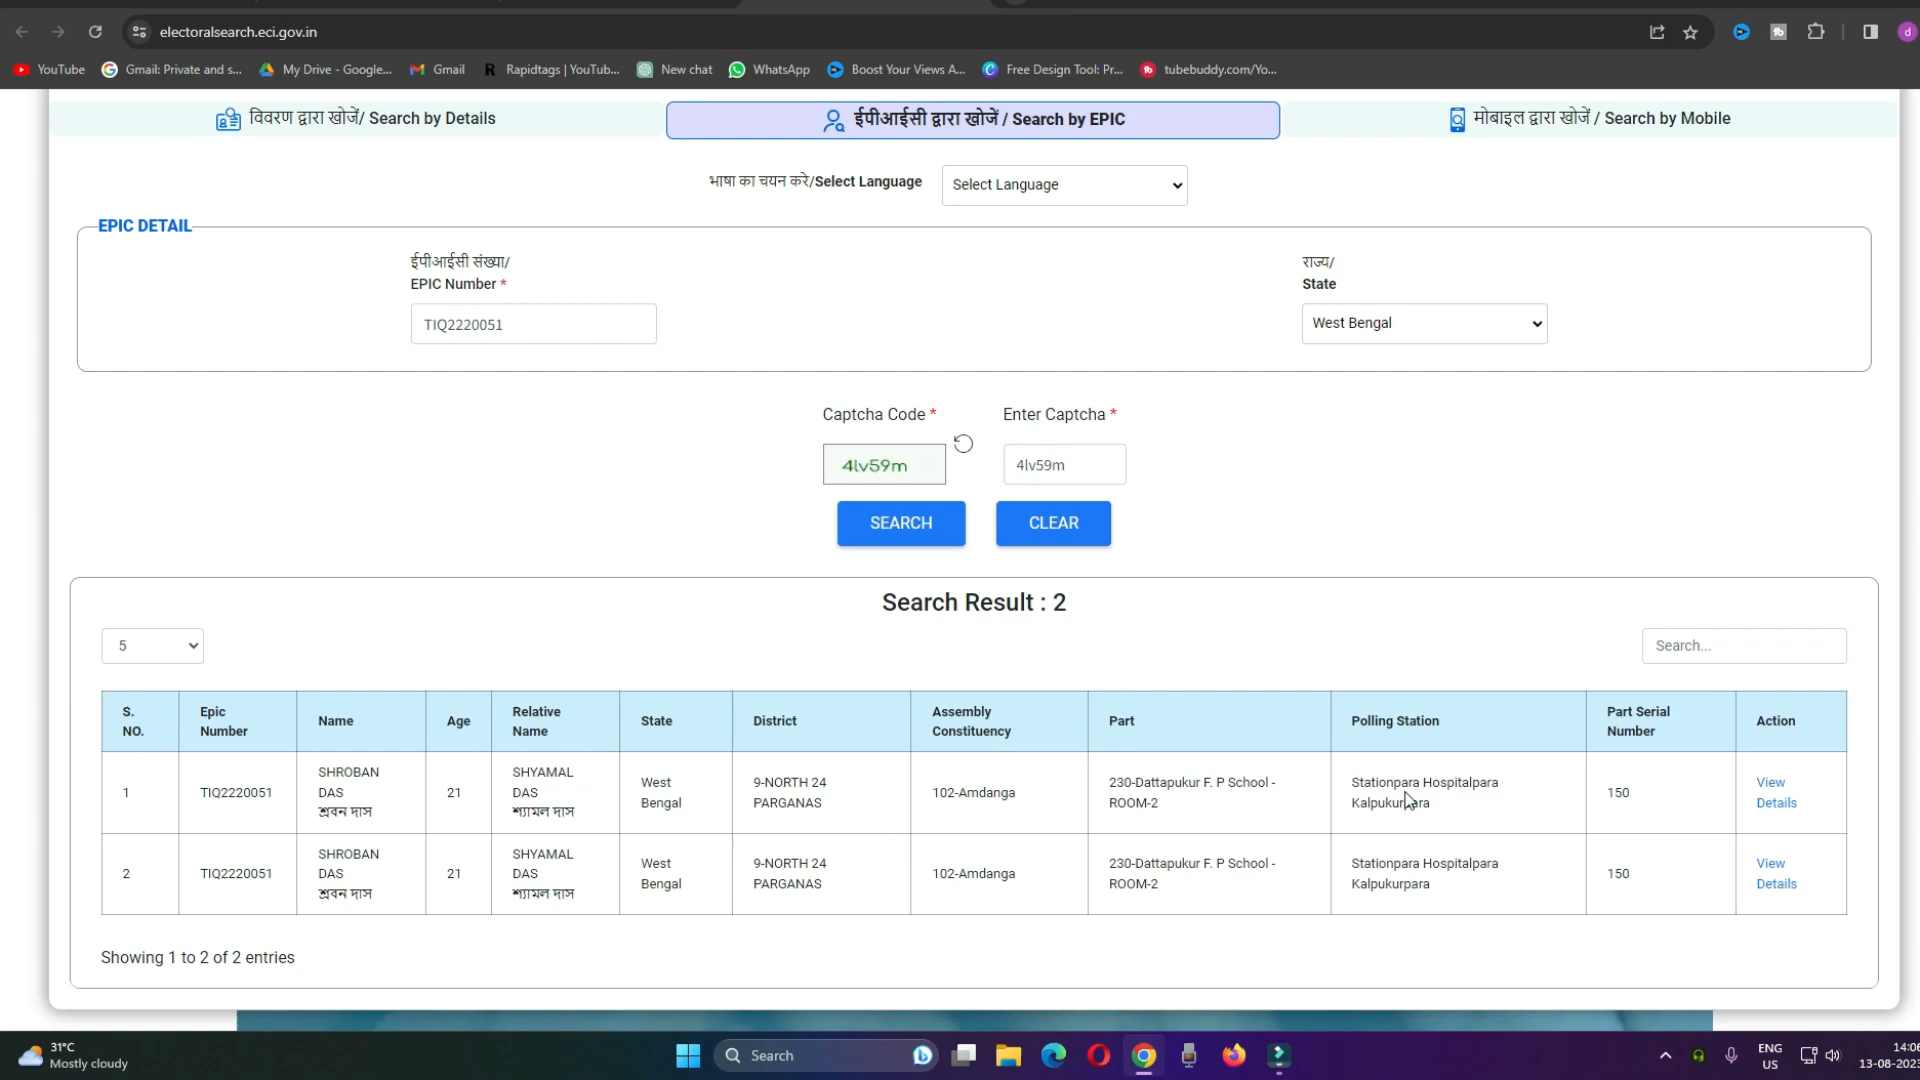 electoralsearch.eci.gov.in
d
YouTube
Gmail: Private and s...
My Drive - Google...
Gmail
Rapidtags | YouTub...
New chat
WhatsApp
Boost Your Views A...
Free Design Tool: Pr...
tubebuddy.com/Yo...
विवरण द्वारा खोजें/ Search by Details
ईपीआईसी द्वारा खोजें / Search by EPIC
मोबाइल द्वारा खोजें / Search by Mobile
भाषा का चयन करे/Select Language
Select Language
EPIC DETAIL
ईपीआईसी संख्या/
EPIC Number *
TIQ2220051
राज्य/
State
West Bengal
Captcha Code *
Enter Captcha *
4lv59m
4lv59m
SEARCH
CLEAR
Search Result : 2
5
Search...
S. NO.
Epic Number
Name
Age
Relative Name
State
District
Assembly Constituency
Part
Polling Station
Part Serial Number
Action
1
TIQ2220051
SHROBAN DAS
শ্রবন দাস
21
SHYAMAL DAS
শ্যামল দাস
West Bengal
9-NORTH 24 PARGANAS
102-Amdanga
230-Dattapukur F. P School - ROOM-2
Stationpara Hospitalpara Kalpukurpara
150
View Details
2
TIQ2220051
SHROBAN DAS
শ্রবন দাস
21
SHYAMAL DAS
শ্যামল দাস
West Bengal
9-NORTH 24 PARGANAS
102-Amdanga
230-Dattapukur F. P School - ROOM-2
Stationpara Hospitalpara Kalpukurpara
150
View Details
Showing 1 to 2 of 2 entries
31°C
Mostly cloudy
Search
ENG
US
14:06
13-08-2023